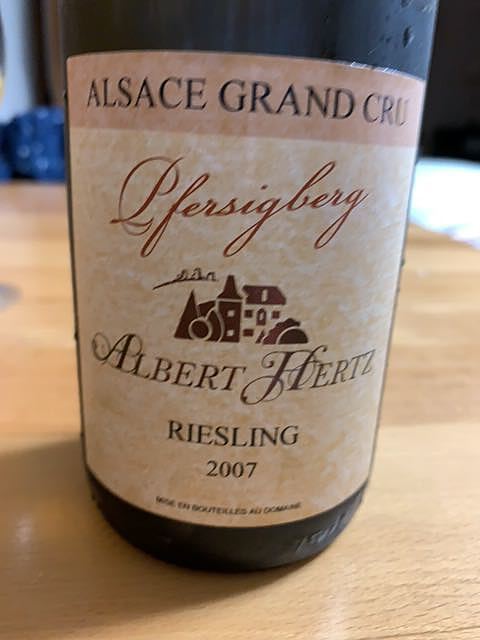 ALSACE GRAND CRU
Pfersigberg
ALBERT HERTZ
RIESLING
2007
MISE EN BOUTEILLES AU DOMAINE